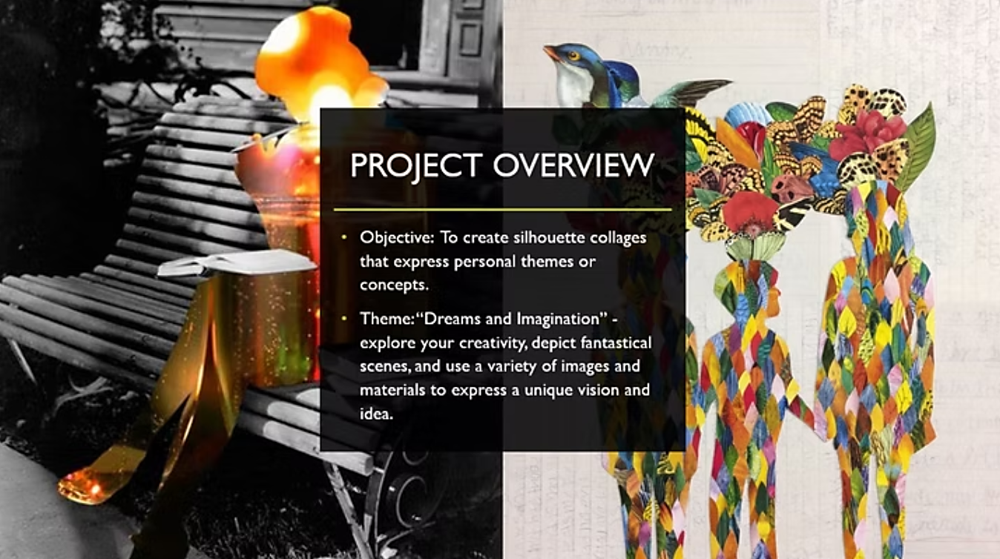 PROJECT OVERVIEW
• Objective: To create silhouette collages
that express personal themes or
concepts.
• Theme:“Dreams and Imagination” -
explore your creativity, depict fantastical
scenes, and use a variety of images and
materials to express a unique vision and
idea.